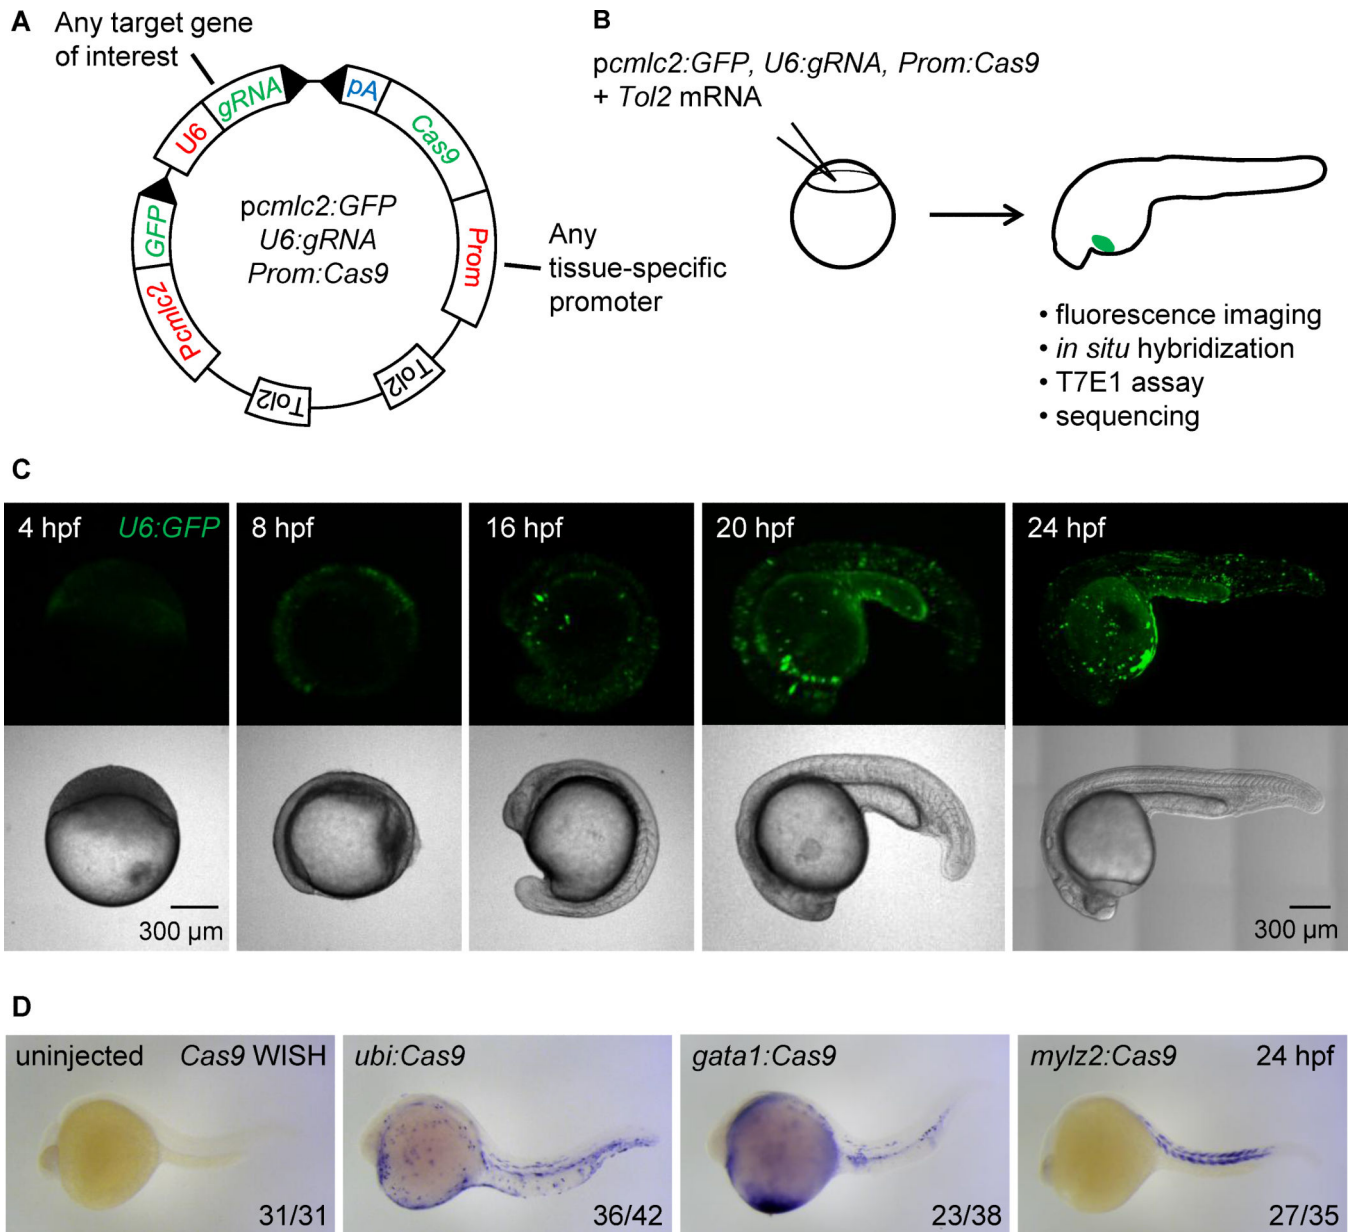 A
Any target gene
of interest
U6
gRNA
pA
Cas9
Prom
GFP
Pcmlc2
Tol2
Tol2
pcmlc2:GFP
U6:gRNA
Prom:Cas9
Any
tissue-specific
promoter
B
pcmlc2:GFP, U6:gRNA, Prom:Cas9
+ Tol2 mRNA
• fluorescence imaging
• in situ hybridization
• T7E1 assay
• sequencing
C
4 hpf U6:GFP
8 hpf
16 hpf
20 hpf
24 hpf
300 µm
300 µm
D
uninjected Cas9 WISH
31/31
ubi:Cas9
36/42
gata1:Cas9
23/38
mylz2:Cas9 24 hpf
27/35